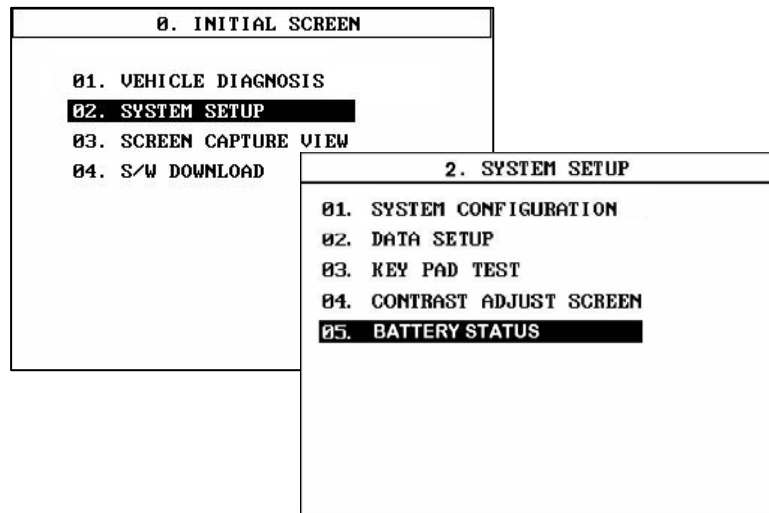 0. INITIAL SCREEN
01. VEHICLE DIAGNOSIS
02. SYSTEM SETUP
03. SCREEN CAPTURE VIEW
04. S/W DOWNLOAD
2. SYSTEM SETUP
01. SYSTEM CONFIGURATION
02. DATA SETUP
03. KEY PAD TEST
04. CONTRAST ADJUST SCREEN
05. BATTERY STATUS